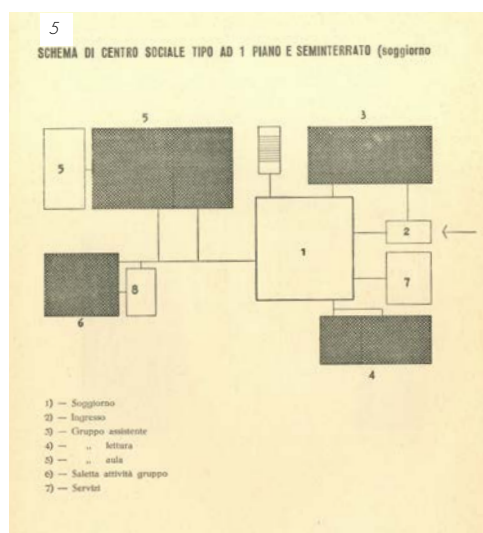 5
SCHEMA DI CENTRO SOCIALE TIPO AD 1 PIANO E SEMINTERRATO (soggiorno
5
3
5
2
1
7
8
6
4
1) — Soggiorno
2) — Ingresso
3) — Gruppo assistente
4) — „ lettura
5) — „ aula
6) — Saletta attività gruppo
7) — Servizi